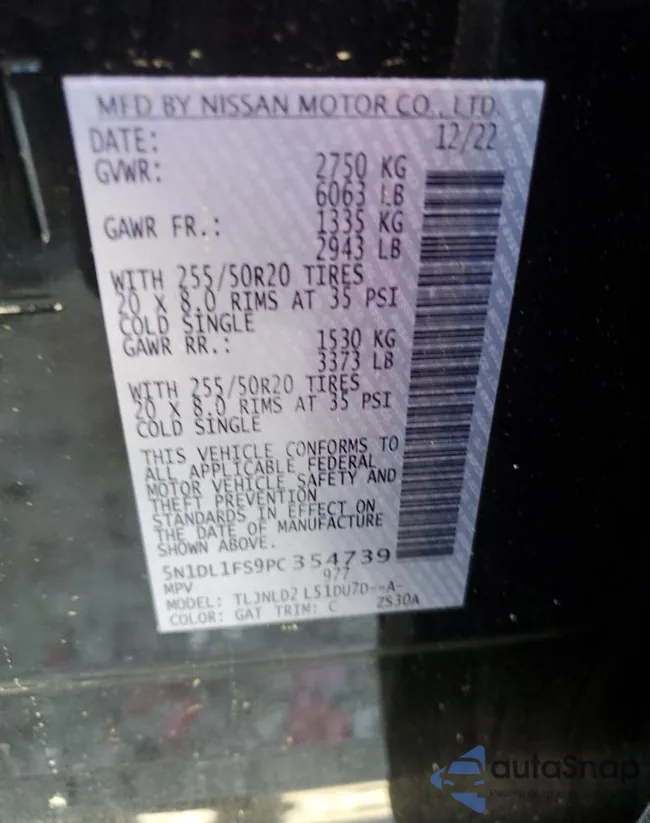 MFD BY NISSAN MOTOR CO., LTD.
DATE: 12/22
GVWR: 2750 KG
6063 LB
GAWR FR.: 1335 KG
2943 LB
WITH 255/50R20 TIRES
20 X 8.0 RIMS AT 35 PSI
COLD SINGLE
GAWR RR.: 1530 KG
3373 LB
WITH 255/50R20 TIRES
20 X 8.0 RIMS AT 35 PSI
COLD SINGLE
THIS VEHICLE CONFORMS TO
ALL APPLICABLE FEDERAL
MOTOR VEHICLE SAFETY AND
THEFT PREVENTION
STANDARDS IN EFFECT ON
THE DATE OF MANUFACTURE
SHOWN ABOVE.
5N1DL1FS9PC354739
MPV 977
MODEL: TLJNLD2 L51DU7D--A-
COLOR: GAT TRIM: C ZS30A
autoSnap